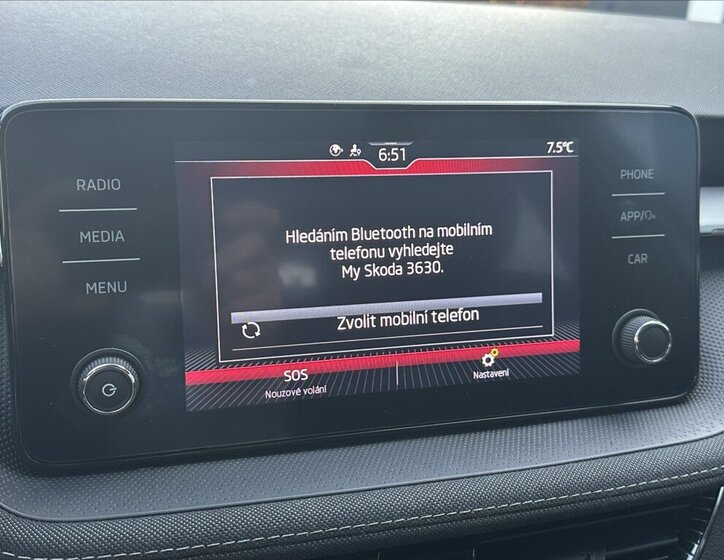 6:51
7.5°C
RADIO
MEDIA
MENU
Hledáním Bluetooth na mobilním
telefonu vyhledejte
My Skoda 3630.
Zvolit mobilní telefon
SOS
Nouzové volání
Nastavení
PHONE
APP/
CAR